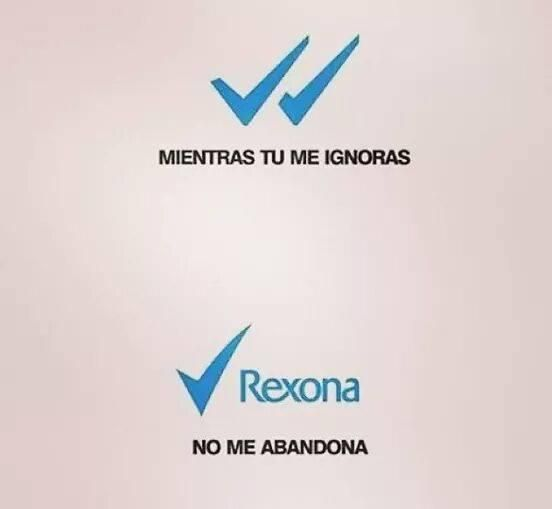 MIENTRAS TU ME IGNORAS
Rexona
NO ME ABANDONA